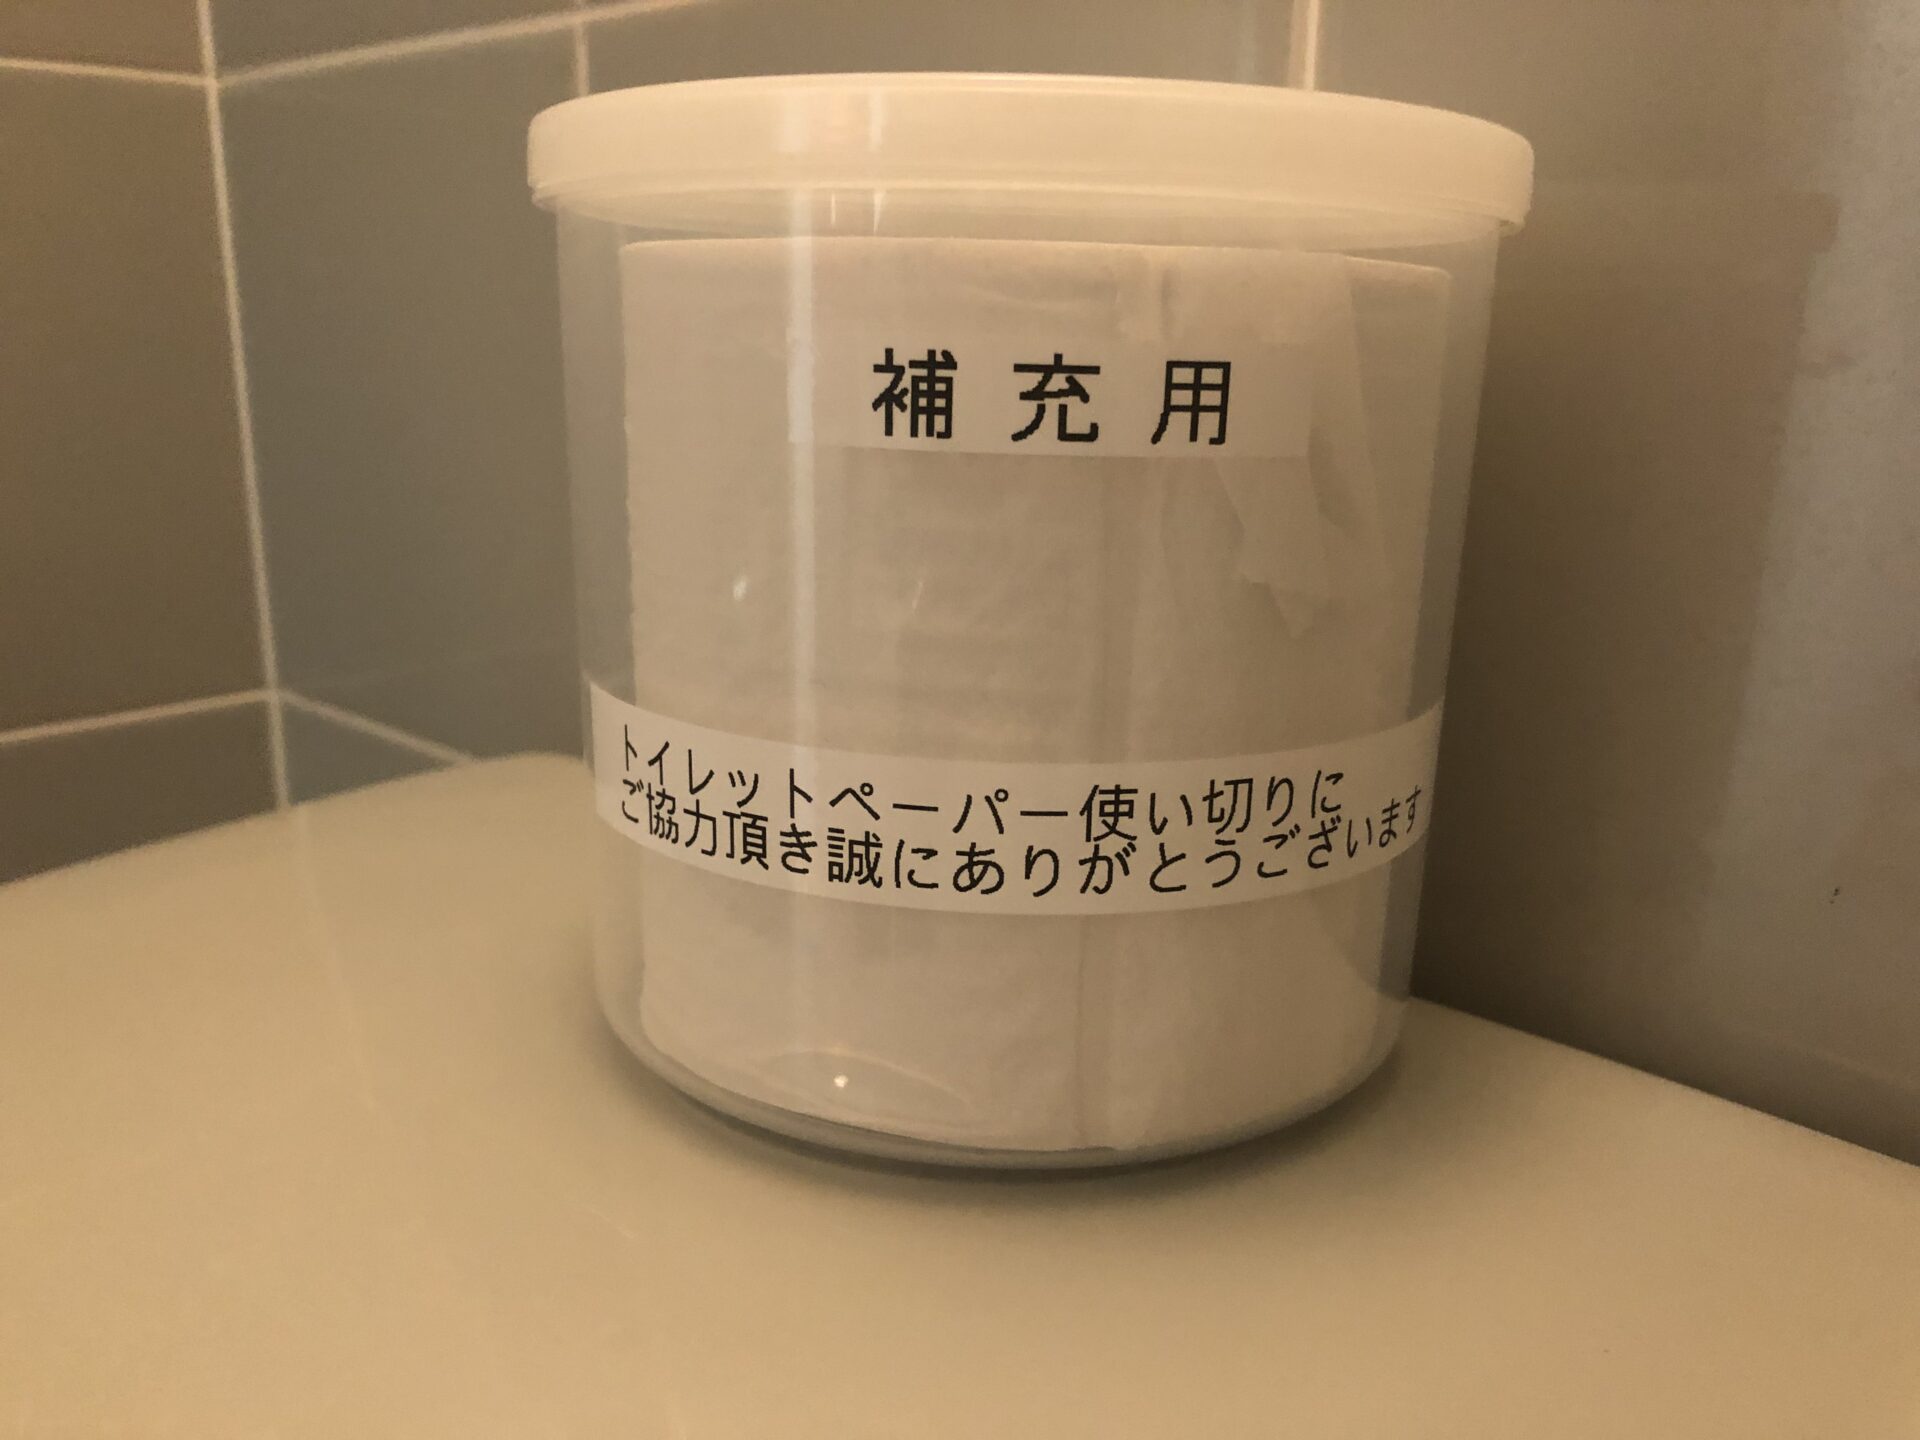 補充用
トイレットペーパー使い切りに
ご協力頂き誠にありがとうございます